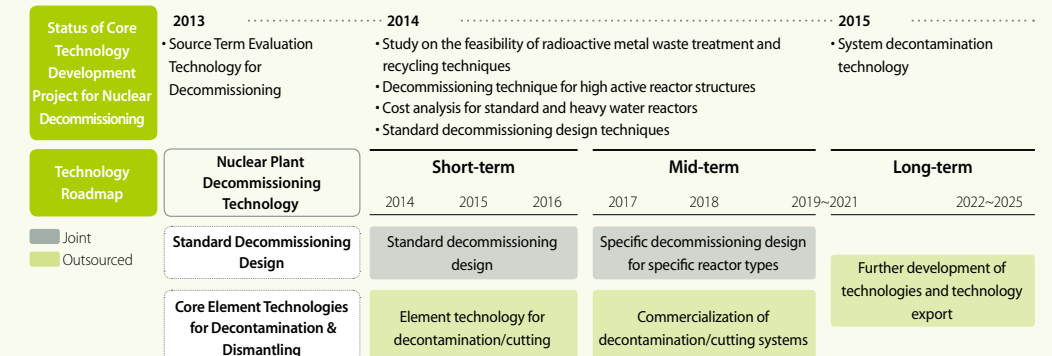 Status of Core
Technology
Development
Project for Nuclear
Decommissioning
2013
• Source Term Evaluation
Technology for
Decommissioning
2014
• Study on the feasibility of radioactive metal waste treatment and
recycling techniques
• Decommissioning technique for high active reactor structures
• Cost analysis for standard and heavy water reactors
• Standard decommissioning design techniques
2015
• System decontamination
technology
Technology
Roadmap
Nuclear Plant
Decommissioning
Technology
Short-term
2014 2015 2016
Mid-term
2017 2018 2019~2021
Long-term
2022~2025
Joint
Outsourced
Standard Decommissioning
Design
Standard decommissioning
design
Specific decommissioning design
for specific reactor types
Further development of
technologies and technology
export
Core Element Technologies
for Decontamination &
Dismantling
Element technology for
decontamination/cutting
Commercialization of
decontamination/cutting systems